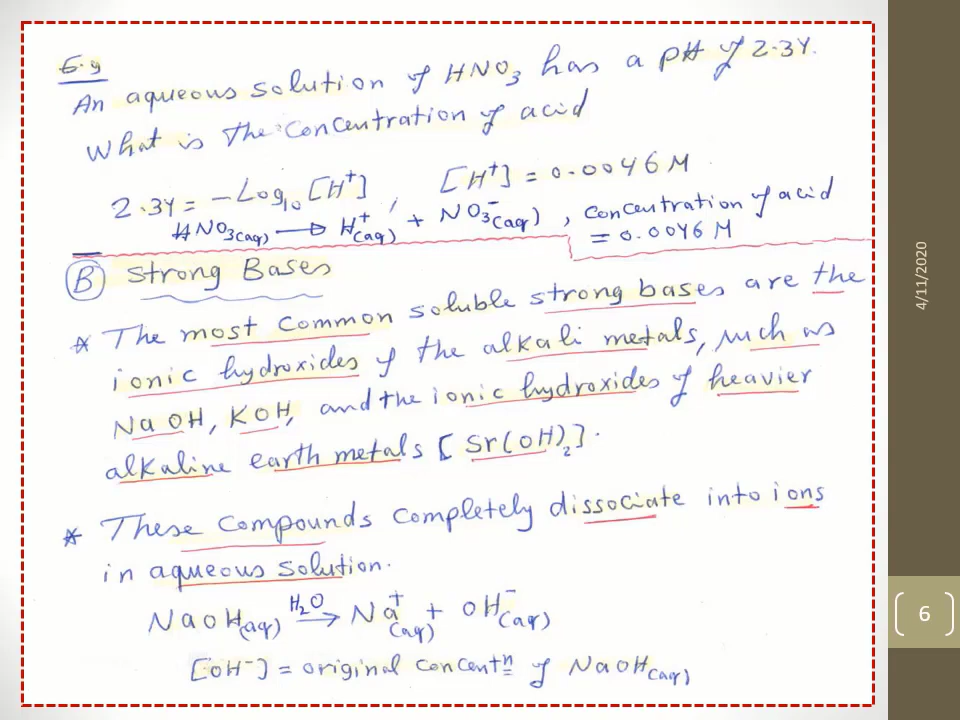 E.g
An aqueous solution of HNO₃ has a pH of 2.34.
What is the concentration of acid
2.34 = -Log₁₀ [H⁺] , [H⁺] = 0.0046 M
HNO₃(aq) → H⁺(aq) + NO₃⁻(aq) , concentration of acid
= 0.0046 M
B Strong Bases
* The most common soluble strong bases are the
ionic hydroxides of the alkali metals, such as
NaOH, KOH, and the ionic hydroxides of heavier
alkaline earth metals [Sr(OH)₂].
* These compounds completely dissociate into ions
in aqueous solution.
NaOH(aq) H₂O→ Na⁺(aq) + OH⁻(aq)
[OH⁻] = original concentⁿ of NaOH(aq)
4/11/2020
6